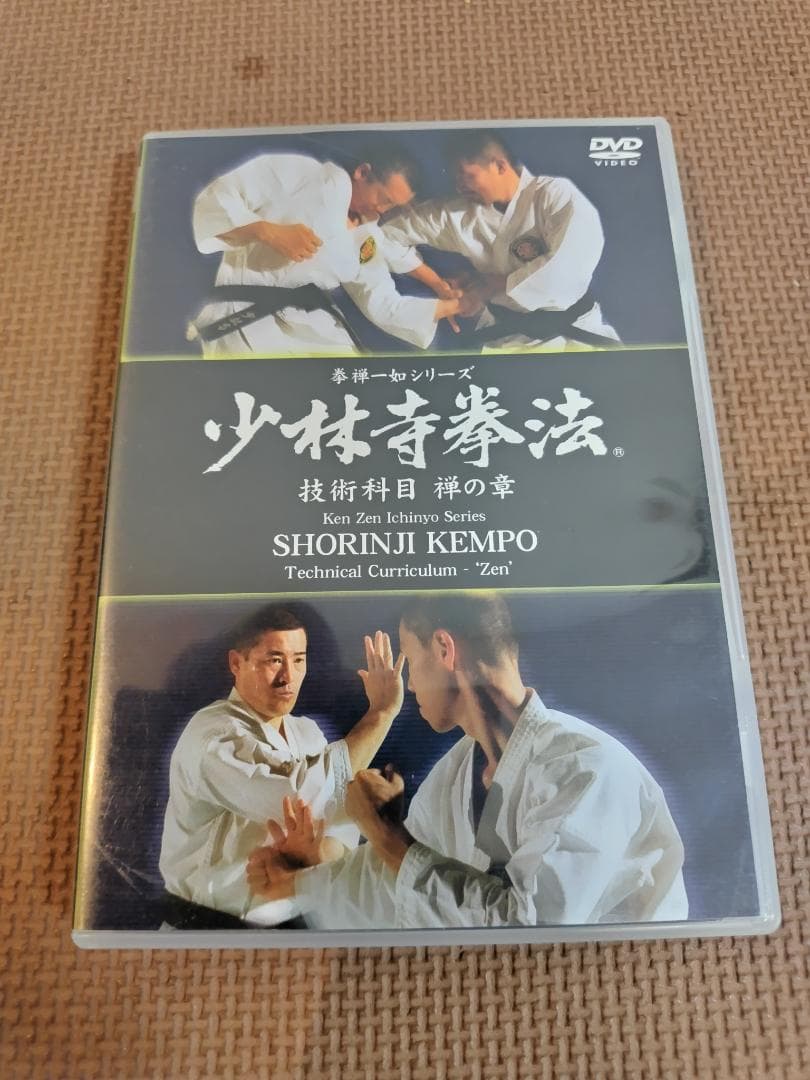 DVD
VIDEO
拳禅一如シリーズ
少林寺拳法®
技術科目 禅の章
Ken Zen Ichinyo Series
SHORINJI KEMPO
Technical Curriculum - ‘Zen’